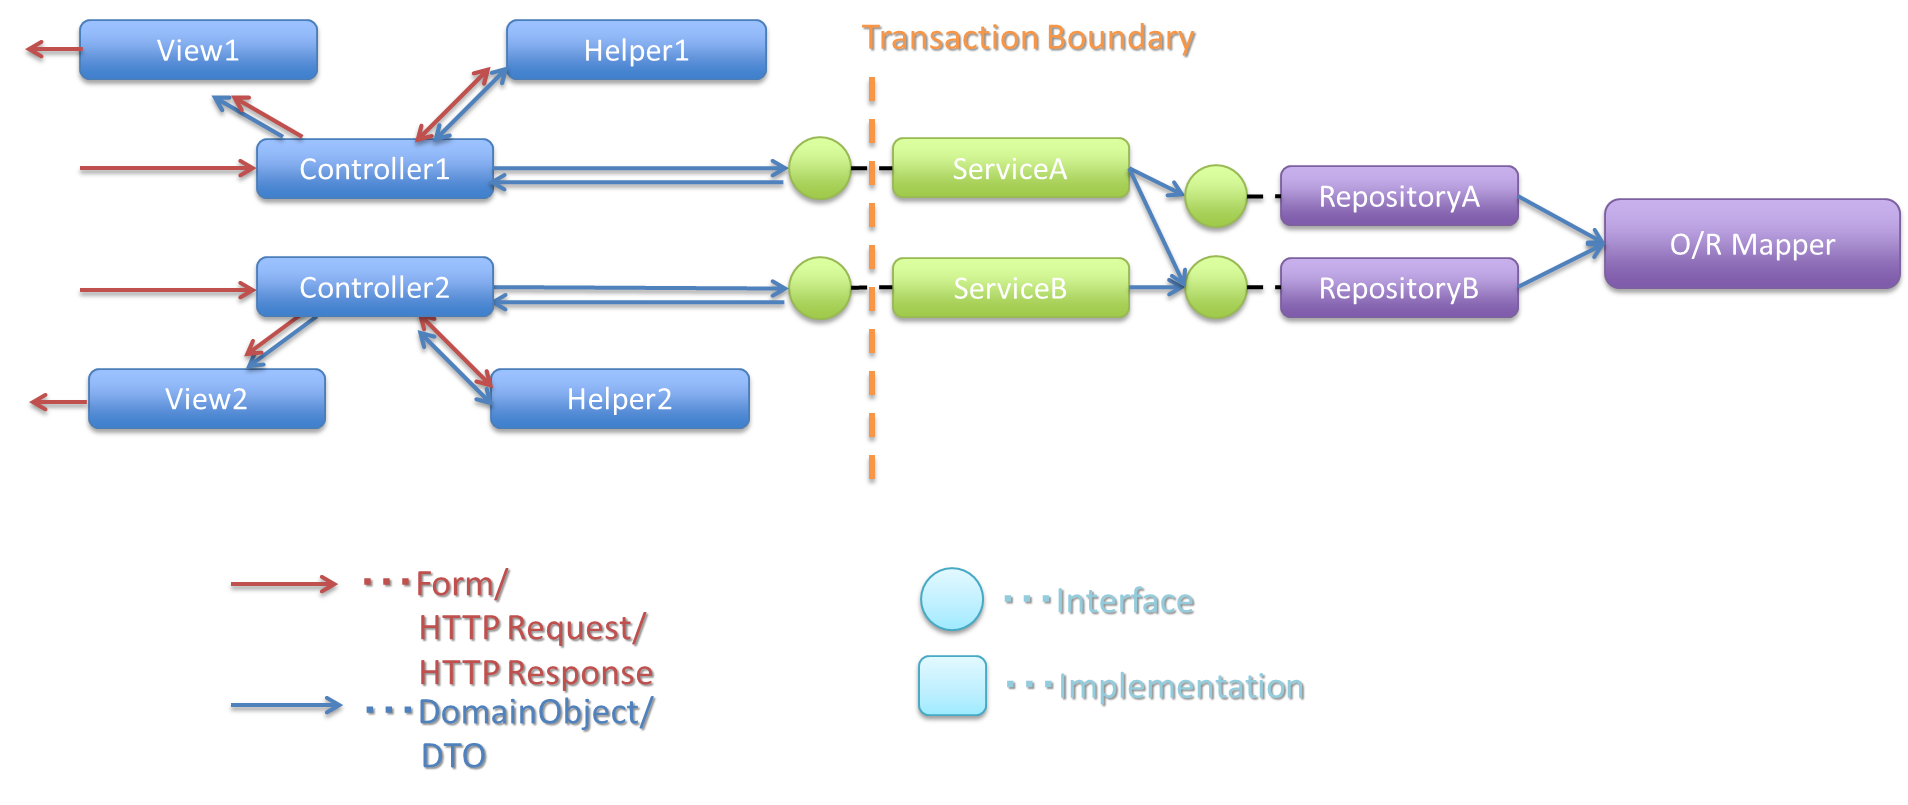 View1
Helper1
Transaction Boundary
Controller1
ServiceA
RepositoryA
O/R Mapper
Controller2
ServiceB
RepositoryB
View2
Helper2
・・・Form/
HTTP Request/
HTTP Response
・・・DomainObject/
DTO
・・・Interface
・・・Implementation